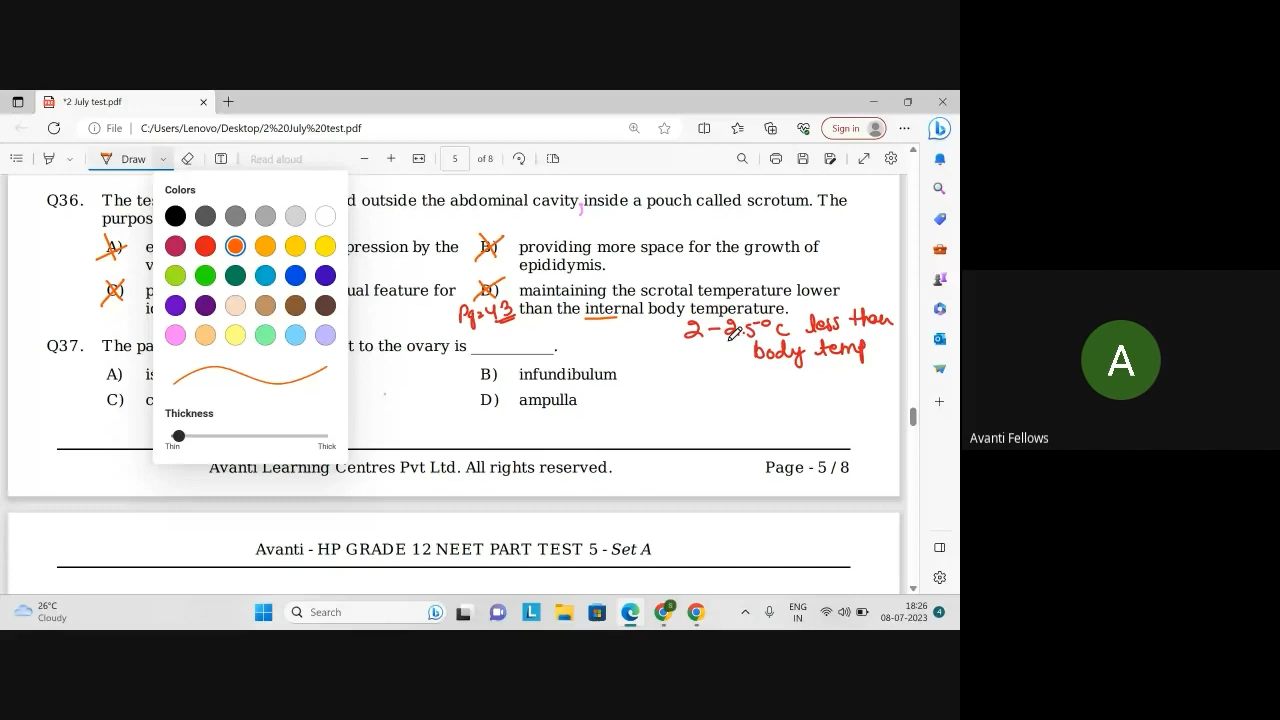 *2 July test.pdf
File C:/Users/Lenovo/Desktop/2%20July%20test.pdf Sign in
Draw Read aloud 5 of 8
Colors
Q36. The tes d outside the abdominal cavity, inside a pouch called scrotum. The
purpos
A) e pression by the B) providing more space for the growth of
v epididymis.
C) p ual feature for D) maintaining the scrotal temperature lower
id Pg=43 than the internal body temperature.
2-2.5°C less than
body temp
Q37. The pa t to the ovary is __________.
A) is B) infundibulum
C) c D) ampulla
Thickness
Thin Thick
Avanti Learning Centres Pvt Ltd. All rights reserved. Page - 5 / 8
Avanti - HP GRADE 12 NEET PART TEST 5 - Set A
A
Avanti Fellows
26°C
Cloudy
Search
ENG
IN
18:26
08-07-2023
4